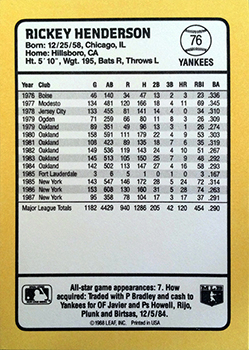 RICKEY HENDERSON
Born: 12/25/58, Chicago, IL
Home: Hillsboro, CA
Ht. 5'10", Wgt. 195, Bats R, Throws L
76
YANKEES
Year Club G AB R H 2B 3B HR RBI BA
1976 Boise 46 140 34 47 13 2 3 23 .336
1977 Modesto 134 481 120 166 18 4 11 69 .345
1978 Jersey City 133 455 81 141 14 4 0 34 .310
1979 Ogden 71 259 66 80 11 8 3 26 .309
1979 Oakland 89 351 49 96 13 3 1 26 .274
1980 Oakland 158 591 111 179 22 4 9 53 .303
1981 Oakland 108 423 89 135 18 7 6 35 .319
1982 Oakland 149 536 119 143 24 4 10 51 .267
1983 Oakland 145 513 105 150 25 7 9 48 .292
1984 Oakland 142 502 113 147 27 4 16 58 .293
1985 Fort Lauderdale 3 6 5 1 0 1 0 3 .167
1985 New York 143 547 146 172 28 5 24 72 .314
1986 New York 153 608 130 160 31 5 28 74 .263
1987 New York 95 358 78 104 17 3 17 37 .291
Major League Totals 1182 4429 940 1286 205 42 120 454 .290
All-star game appearances: 7. How
acquired: Traded with P Bradley and cash to
Yankees for OF Javier and Ps Howell, Rijo,
Plunk and Birtsas, 12/5/84.
© 1988 LEAF, INC. Printed in USA